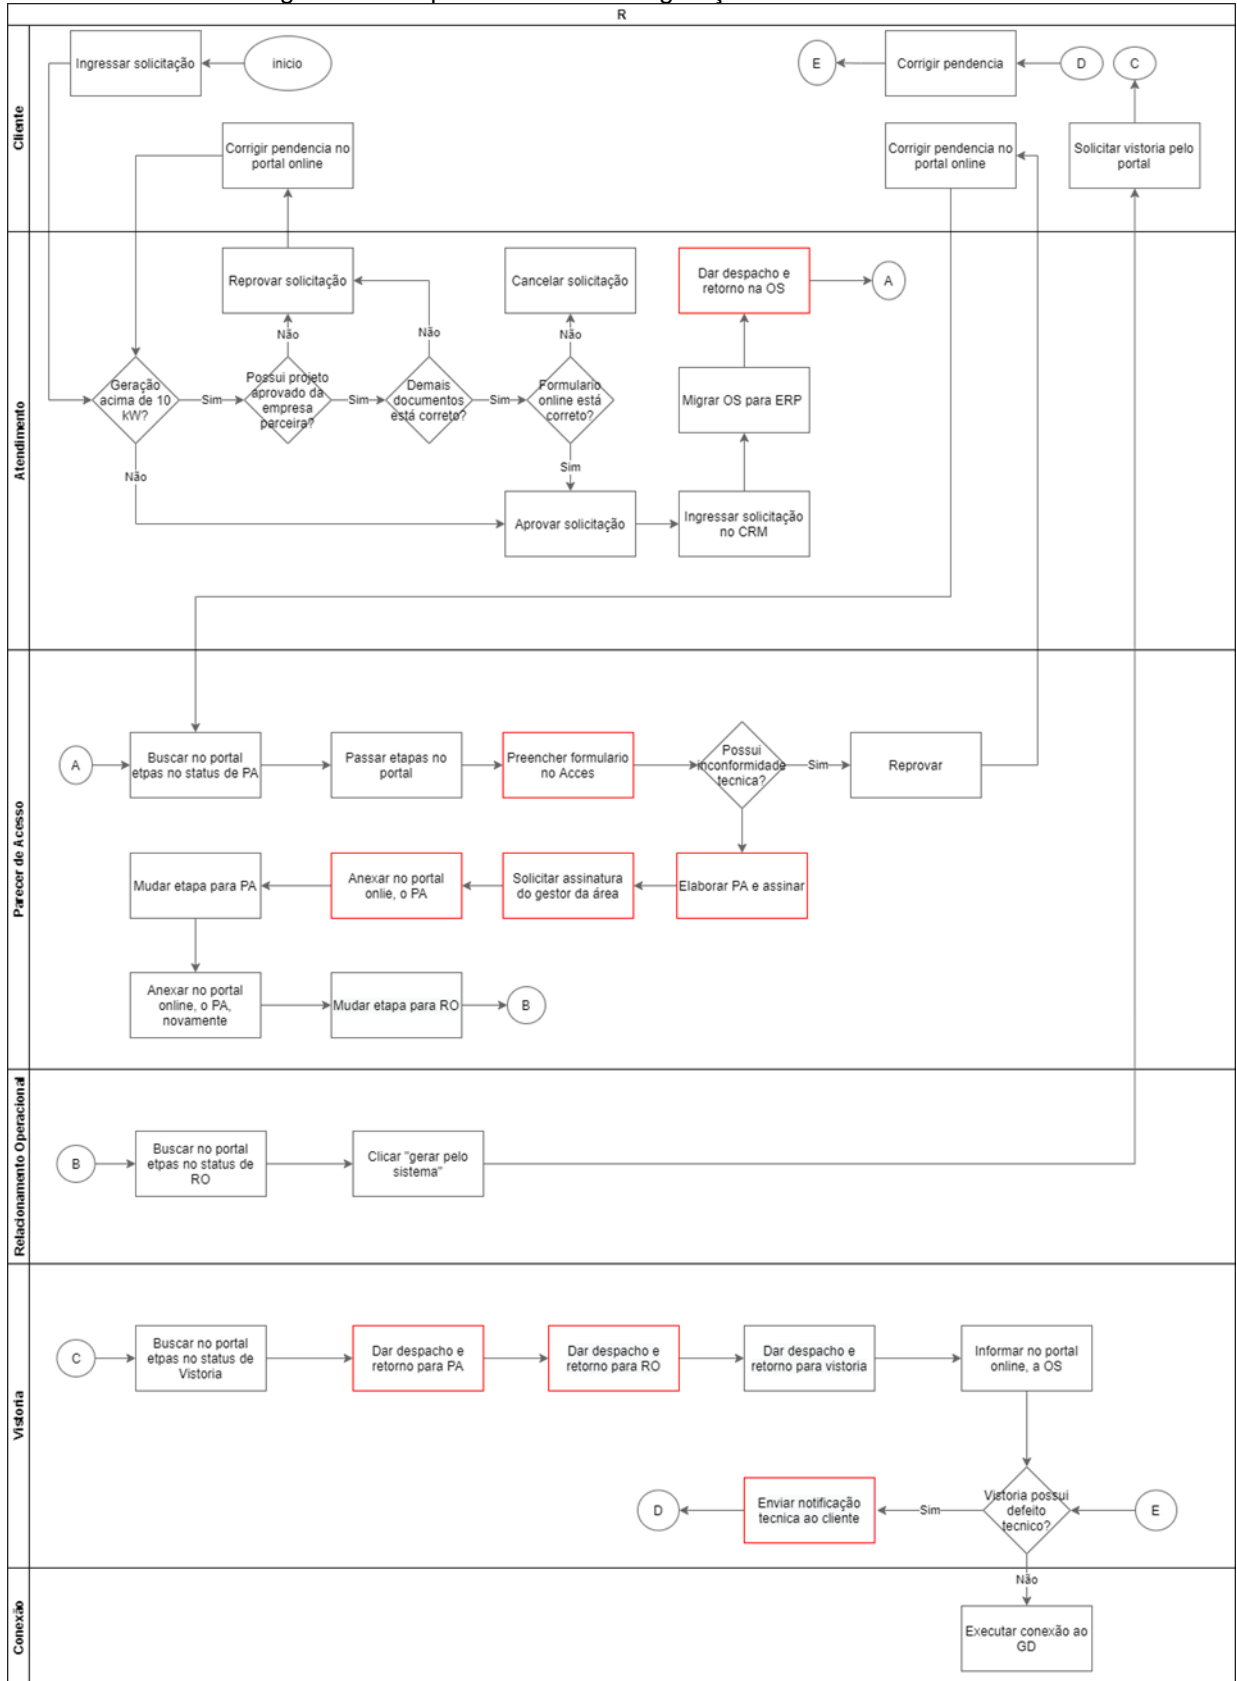 R
Cliente
Ingressar solicitação
inicio
E
Corrigir pendencia
D
C
Corrigir pendencia no
portal online
Corrigir pendencia no
portal online
Solicitar vistoria pelo
portal
Atendimento
Reprovar solicitação
Cancelar solicitação
Dar despacho e
retorno na OS
A
Não
Não
Não
Geração
acima de 10
kW?
Sim
Possui projeto
aprovado da
empresa
parceira?
Sim
Demais
documentos
está correto?
Sim
Formulario
online está
correto?
Migrar OS para ERP
Não
Sim
Aprovar solicitação
Ingressar solicitação
no CRM
Parecer de Acesso
A
Buscar no portal
etpas no status de PA
Passar etapas no
portal
Preencher formulario
no Acces
Possui
inconformidade
tecnica?
Sim
Reprovar
Mudar etapa para PA
Anexar no portal
onlie, o PA
Solicitar assinatura
do gestor da área
Elaborar PA e assinar
Anexar no portal
online, o PA,
novamente
Mudar etapa para RO
B
Relacionamento Operacional
B
Buscar no portal
etpas no status de
RO
Clicar "gerar pelo
sistema"
Vistoria
C
Buscar no portal
etpas no status de
Vistoria
Dar despacho e
retorno para PA
Dar despacho e
retorno para RO
Dar despacho e
retorno para vistoria
Informar no portal
online, a OS
D
Enviar notificação
tecnica ao cliente
Sim
Vistoria possui
defeito
tecnico?
E
Conexão
Não
Executar conexão ao
GD